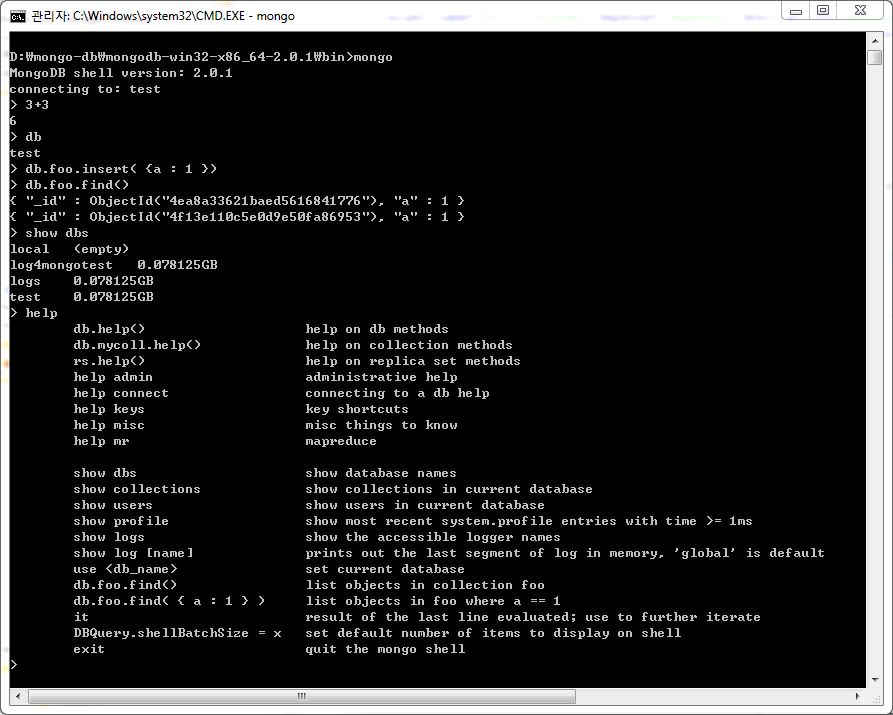 관리자: C:\Windows\system32\CMD.EXE - mongo
D:₩mongo-db₩mongodb-win32-x86_64-2.0.1₩bin>mongo
MongoDB shell version: 2.0.1
connecting to: test
> 3+3
6
> db
test
> db.foo.insert( {a : 1 })
> db.foo.find()
{ "_id" : ObjectId("4ea8a33621baed5616841776"), "a" : 1 }
{ "_id" : ObjectId("4f13e110c5e0d9e50fa86953"), "a" : 1 }
> show dbs
local   (empty)
log4mongotest   0.078125GB
logs    0.078125GB
test    0.078125GB
> help
        db.help()                    help on db methods
        db.mycoll.help()             help on collection methods
        rs.help()                    help on replica set methods
        help admin                   administrative help
        help connect                 connecting to a db help
        help keys                    key shortcuts
        help misc                    misc things to know
        help mr                      mapreduce
        show dbs                     show database names
        show collections             show collections in current database
        show users                   show users in current database
        show profile                 show most recent system.profile entries with time >= 1ms
        show logs                    show the accessible logger names
        show log [name]              prints out the last segment of log in memory, 'global' is default
        use <db_name>                set current database
        db.foo.find()                list objects in collection foo
        db.foo.find( { a : 1 } )     list objects in foo where a == 1
        it                           result of the last line evaluated; use to further iterate
        DBQuery.shellBatchSize = x   set default number of items to display on shell
        exit                         quit the mongo shell
>